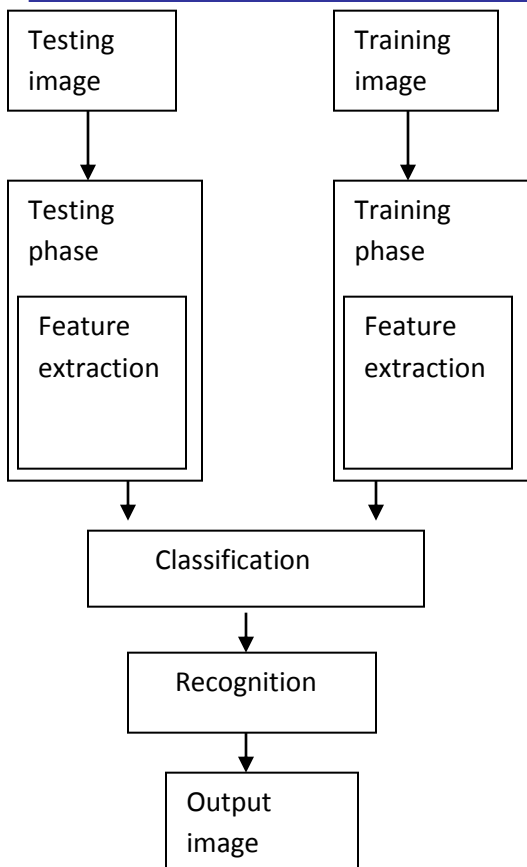 Testing
image
Training
image
Testing
phase
Feature
extraction
Training
phase
Feature
extraction
Classification
Recognition
Output
image